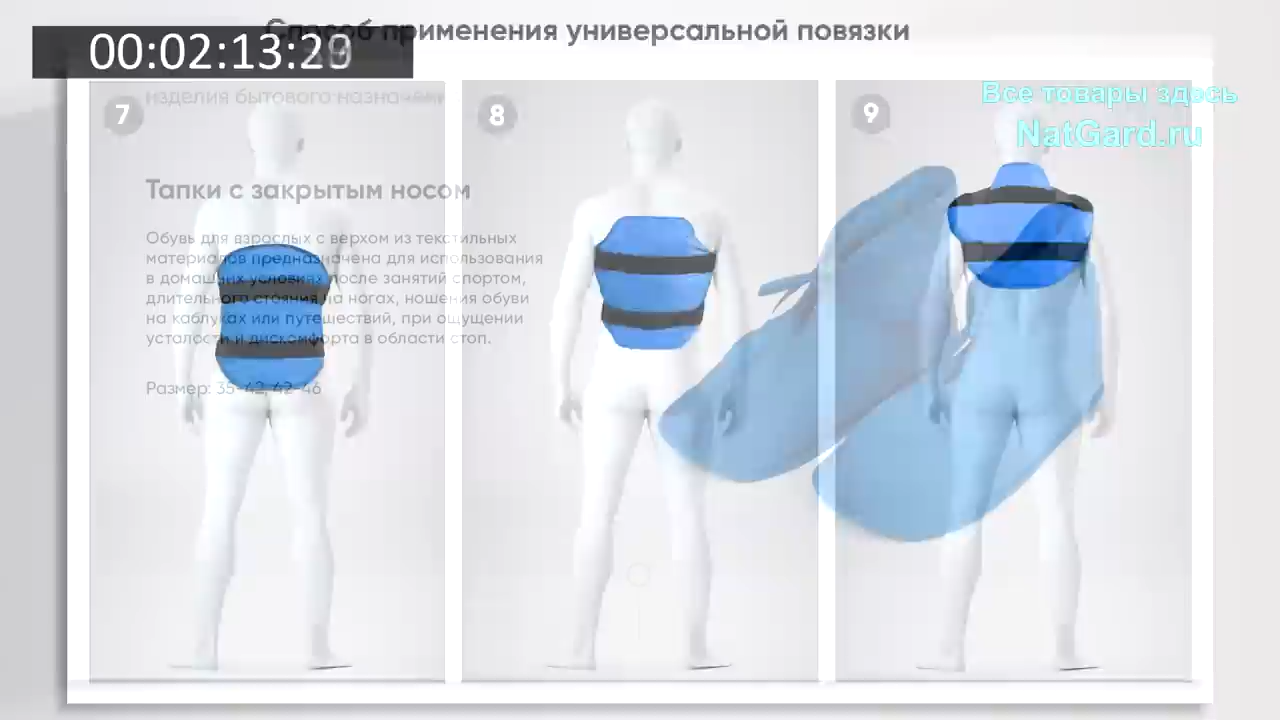 Способ применения универсальной повязки
00:02:13:29
изделия бытового назначения
7
8
9
Все товары здесь
NatGard.ru
Тапки с закрытым носом
Обувь для взрослых с верхом из текстильных
материалов предназначена для использования
в домашних условиях после занятий спортом,
длительного стояния на ногах, ношения обуви
на каблуках или путешествий, при ощущении
усталости и дискомфорта в области стоп.
Размер: 35-42, 42-46